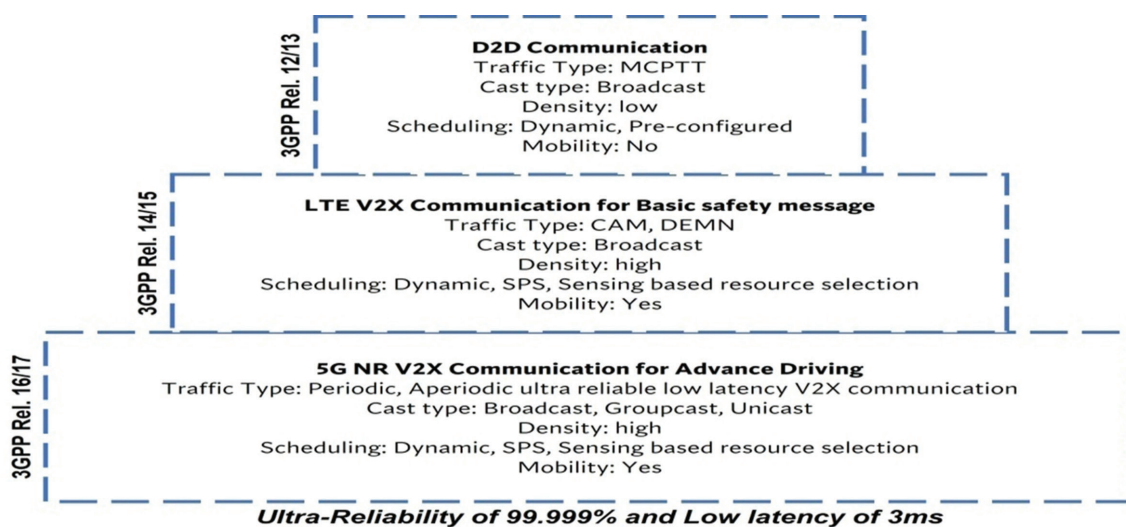 3GPP Rel. 12/13
D2D Communication
Traffic Type: MCPTT
Cast type: Broadcast
Density: low
Scheduling: Dynamic, Pre-configured
Mobility: No
3GPP Rel. 14/15
LTE V2X Communication for Basic safety message
Traffic Type: CAM, DEMN
Cast type: Broadcast
Density: high
Scheduling: Dynamic, SPS, Sensing based resource selection
Mobility: Yes
3GPP Rel. 16/17
5G NR V2X Communication for Advance Driving
Traffic Type: Periodic, Aperiodic ultra reliable low latency V2X communication
Cast type: Broadcast, Groupcast, Unicast
Density: high
Scheduling: Dynamic, SPS, Sensing based resource selection
Mobility: Yes
Ultra-Reliability of 99.999% and Low latency of 3ms